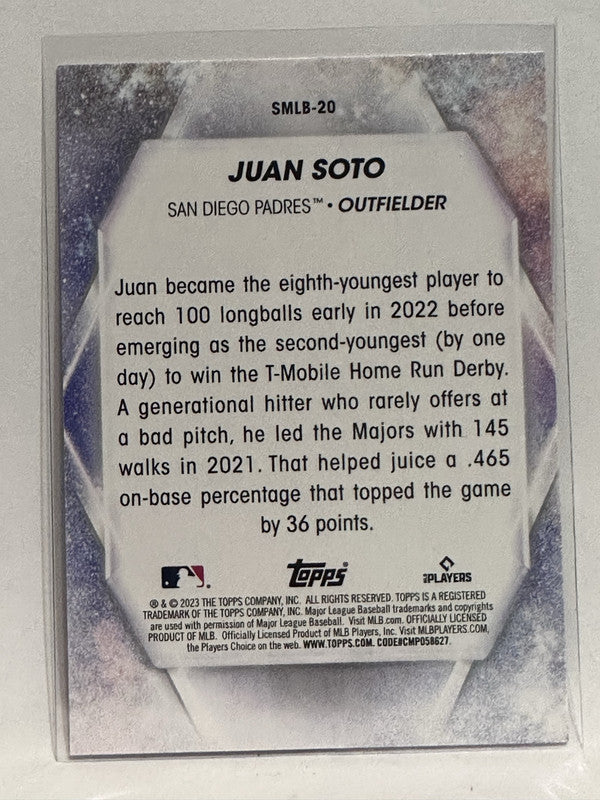 SMLB-20
JUAN SOTO
SAN DIEGO PADRES™ • OUTFIELDER
Juan became the eighth-youngest player to
reach 100 longballs early in 2022 before
emerging as the second-youngest (by one
day) to win the T-Mobile Home Run Derby.
A generational hitter who rarely offers at
a bad pitch, he led the Majors with 145
walks in 2021. That helped juice a .465
on-base percentage that topped the game
by 36 points.
Topps
MLB PLAYERS
® & © 2023 THE TOPPS COMPANY, INC. ALL RIGHTS RESERVED. TOPPS IS A REGISTERED
TRADEMARK OF THE TOPPS COMPANY, INC. Major League Baseball trademarks and copyrights
are used with permission of Major League Baseball. Visit MLB.com. OFFICIALLY LICENSED
PRODUCT OF MLB. Officially Licensed Product of MLB Players, Inc. Visit MLBPLAYERS.COM,
the Players Choice on the web. WWW.TOPPS.COM. CODE#CMP058627.